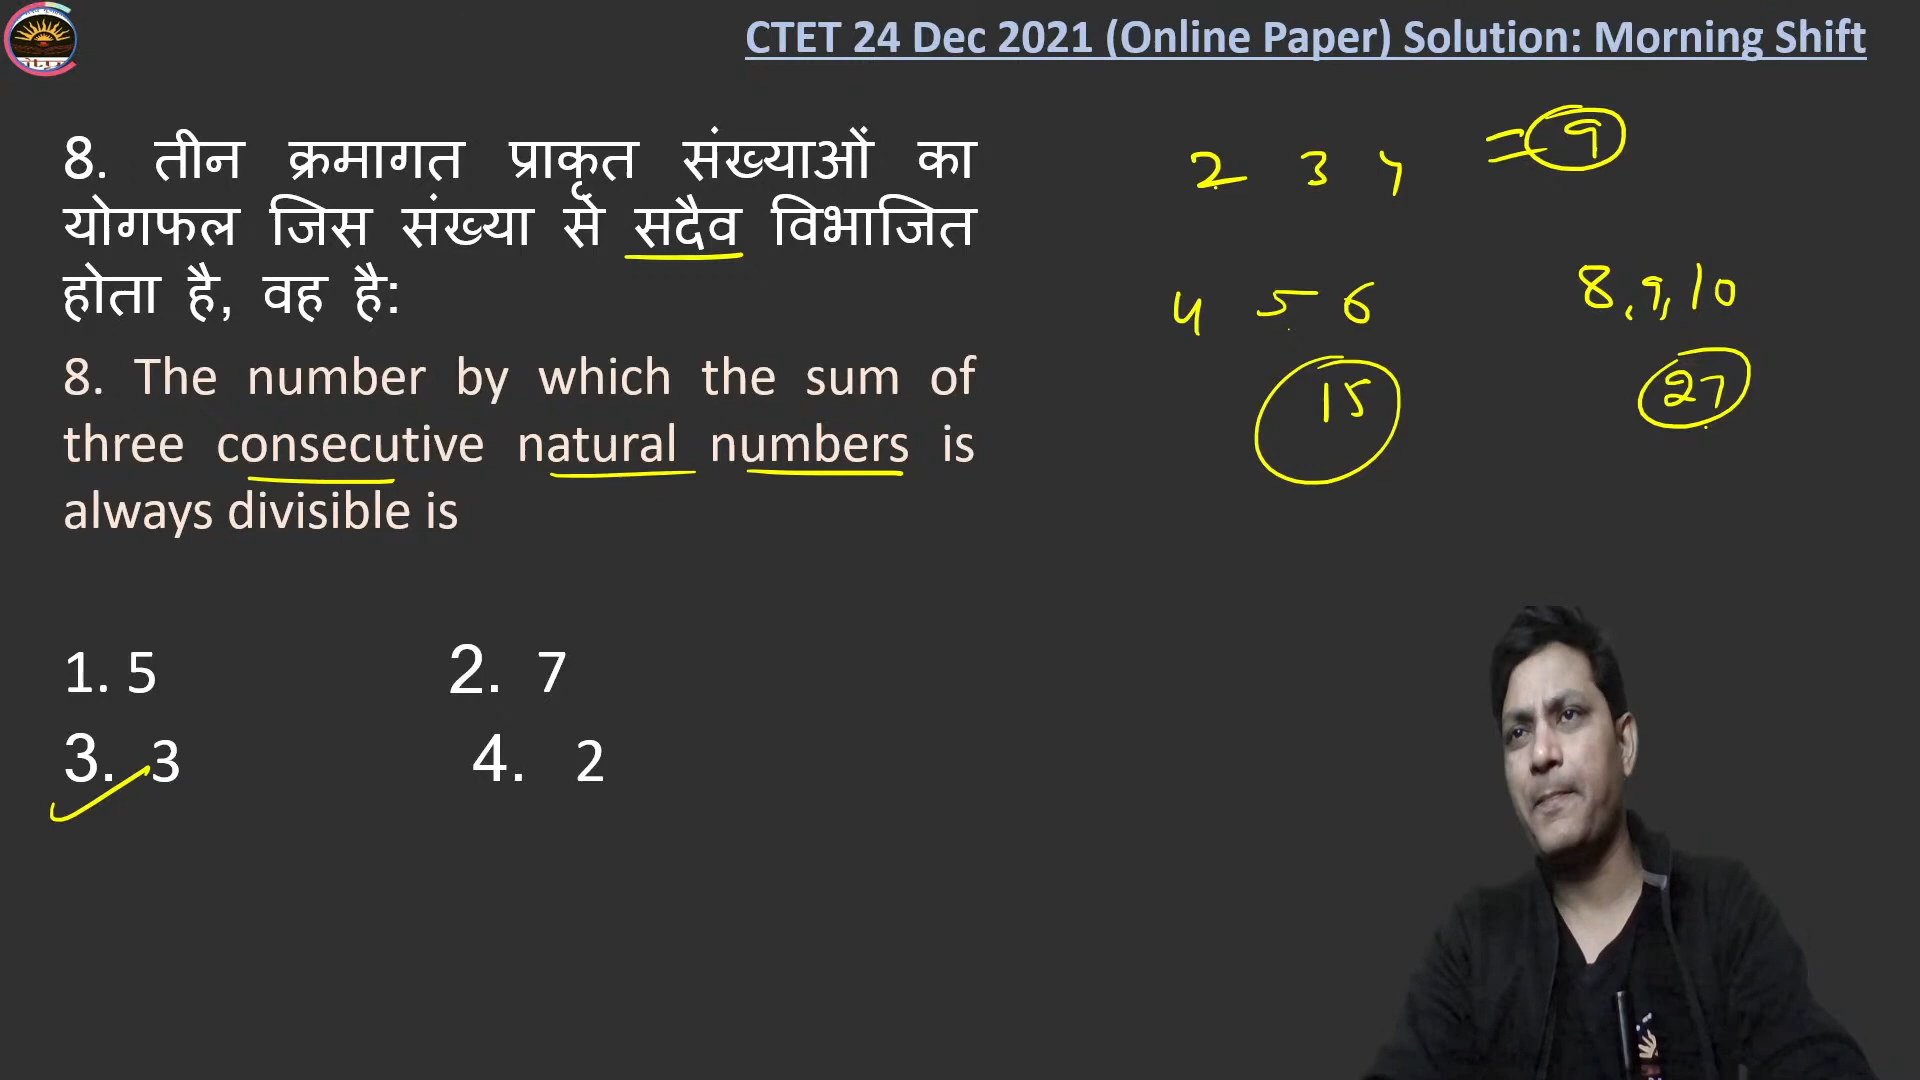 CTET 24 Dec 2021 (Online Paper) Solution: Morning Shift
8. तीन क्रमागत प्राकृत संख्याओं का
योगफल जिस संख्या से सदैव विभाजित
होता है, वह है:
8. The number by which the sum of
three consecutive natural numbers is
always divisible is
1. 5 2. 7
3. 3 4. 2
2 3 4 = 9
4 5 6
15
8, 9, 10
27